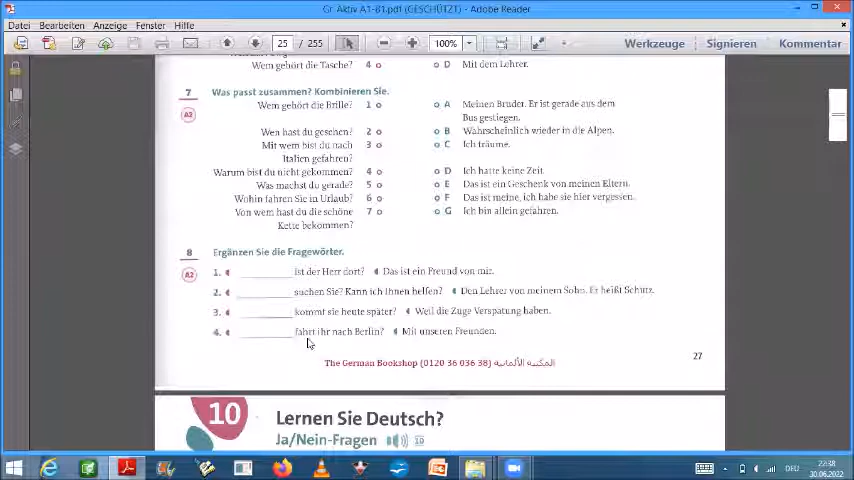 Gr. Aktiv A1-B1.pdf (GESCHÜTZT) - Adobe Reader
Datei Bearbeiten Anzeige Fenster Hilfe
25 / 255 100% Werkzeuge Signieren Kommentar
Wem gehört die Tasche? 4 D Mit dem Lehrer.
7 Was passt zusammen? Kombinieren Sie.
A2
Wem gehört die Brille? 1 A Meinen Bruder. Er ist gerade aus dem
Bus gestiegen.
Wen hast du gesehen? 2 B Wahrscheinlich wieder in die Alpen.
Mit wem bist du nach 3 C Ich träume.
Italien gefahren?
Warum bist du nicht gekommen? 4 D Ich hatte keine Zeit.
Was machst du gerade? 5 E Das ist ein Geschenk von meinen Eltern.
Wohin fahren Sie in Urlaub? 6 F Das ist meine, ich habe sie hier vergessen.
Von wem hast du die schöne 7 G Ich bin allein gefahren.
Kette bekommen?
8 Ergänzen Sie die Fragewörter.
A2
1. ________ ist der Herr dort? Das ist ein Freund von mir.
2. ________ suchen Sie? Kann ich Ihnen helfen? Den Lehrer von meinem Sohn. Er heißt Schütz.
3. ________ kommt sie heute später? Weil die Züge Verspätung haben.
4. ________ fahrt ihr nach Berlin? Mit unseren Freunden.
27
The German Bookshop (0120 36 036 38) المكتبة الألمانية
10 Lernen Sie Deutsch?
Ja/Nein-Fragen 10
DEU 22:38
30.06.2022